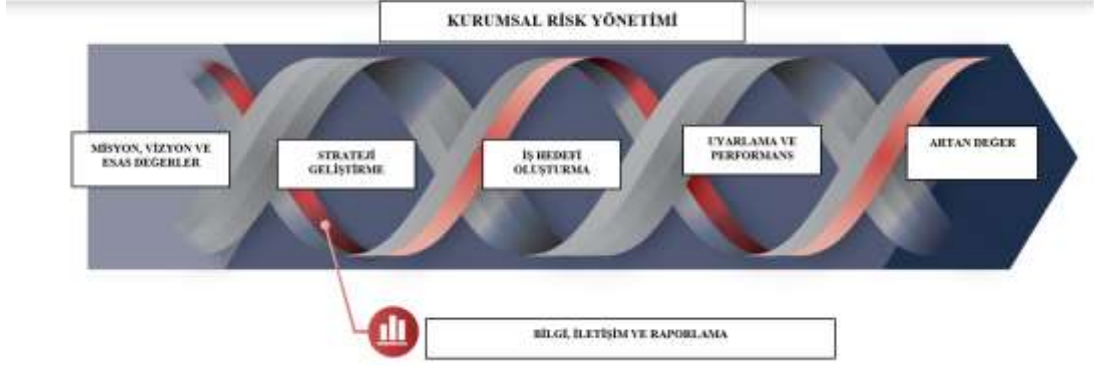 KURUMSAL RİSK YÖNETİMİ
MİSYON, VİZYON VE
ESAS DEĞERLER
STRATEJİ
GELİŞTİRME
İŞ HEDEFİ
OLUŞTURMA
UYARLAMA VE
PERFORMANS
ARTAN DEĞER
BİLGİ, İLETİŞİM VE RAPORLAMA